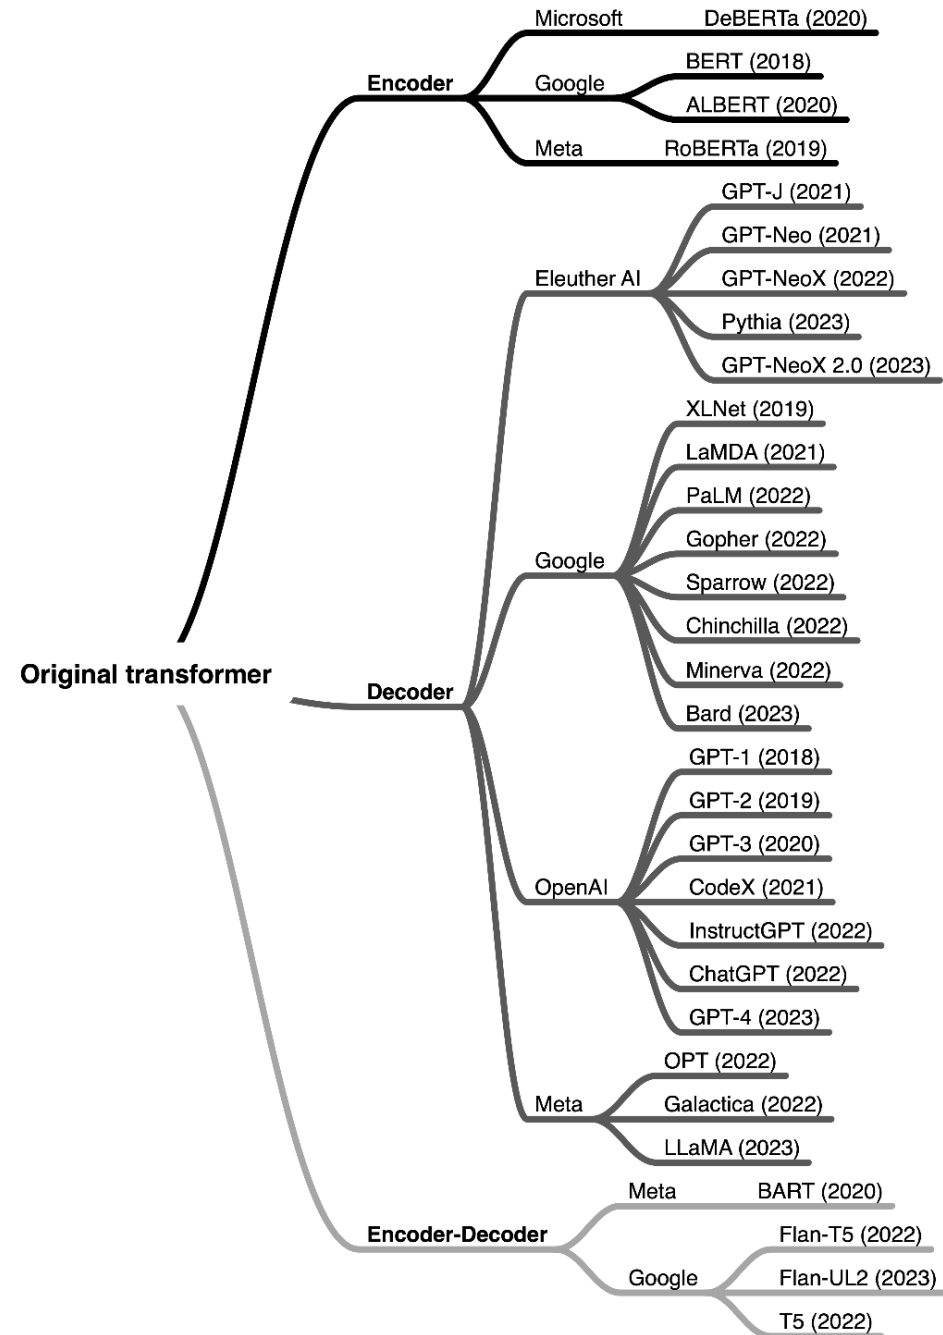 Microsoft DeBERTa (2020)
BERT (2018)
Encoder Google
ALBERT (2020)
Meta RoBERTa (2019)
GPT-J (2021)
GPT-Neo (2021)
Eleuther AI GPT-NeoX (2022)
Pythia (2023)
GPT-NeoX 2.0 (2023)
XLNet (2019)
LaMDA (2021)
PaLM (2022)
Gopher (2022)
Google
Sparrow (2022)
Chinchilla (2022)
Minerva (2022)
Original transformer
Decoder
Bard (2023)
GPT-1 (2018)
GPT-2 (2019)
GPT-3 (2020)
OpenAI CodeX (2021)
InstructGPT (2022)
ChatGPT (2022)
GPT-4 (2023)
OPT (2022)
Meta Galactica (2022)
LLaMA (2023)
Meta BART (2020)
Encoder-Decoder Flan-T5 (2022)
Google Flan-UL2 (2023)
T5 (2022)